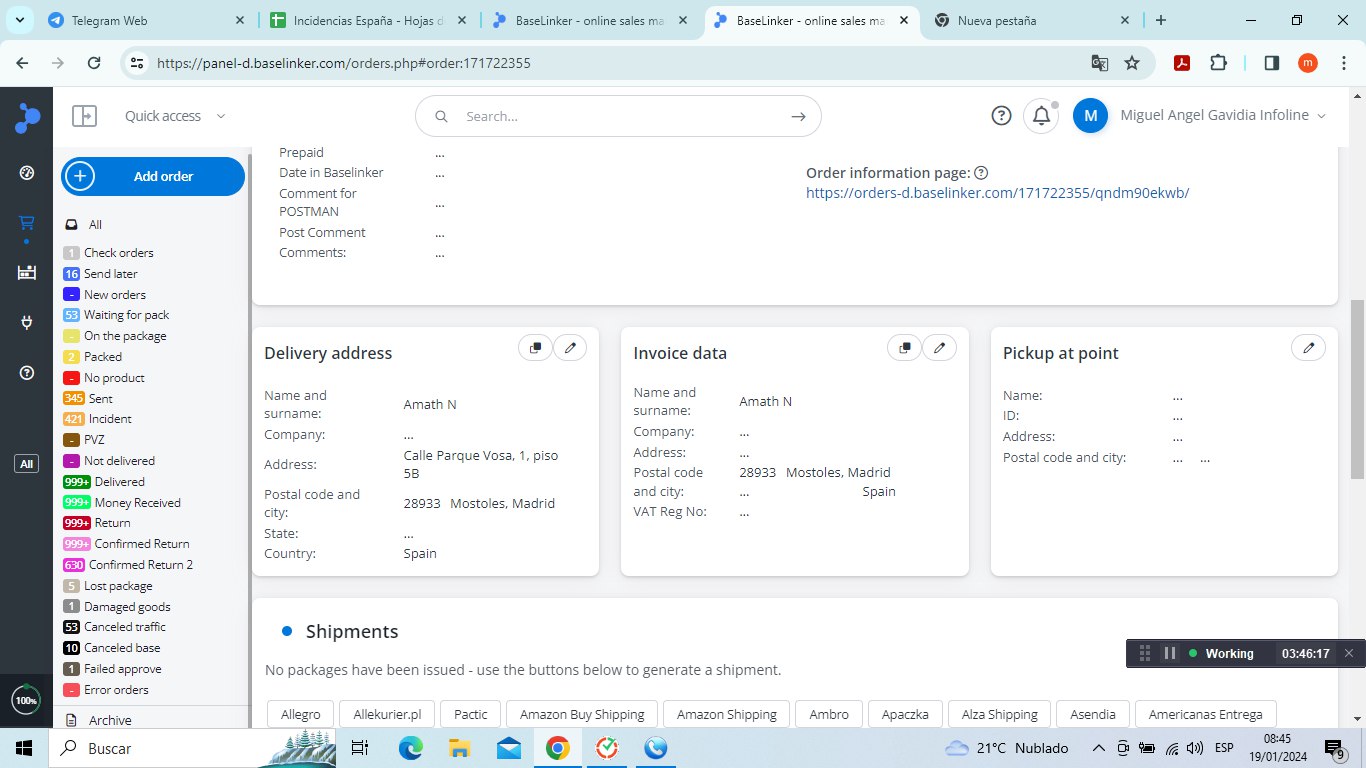 Telegram Web
Incidencias España - Hojas d
BaseLinker - online sales ma
BaseLinker - online sales ma
Nueva pestaña
https://panel-d.baselinker.com/orders.php#order:171722355
m
Quick access
Search...
M
Miguel Angel Gavidia Infoline
Add order
All
1 Check orders
16 Send later
- New orders
53 Waiting for pack
- On the package
2 Packed
- No product
345 Sent
421 Incident
- PVZ
- Not delivered
999+ Delivered
999+ Money Received
999+ Return
999+ Confirmed Return
630 Confirmed Return 2
5 Lost package
1 Damaged goods
53 Canceled traffic
10 Canceled base
1 Failed approve
- Error orders
Archive
All
100%
Prepaid ...
Date in Baselinker ...
Comment for
POSTMAN ...
Post Comment ...
Comments: ...
Order information page:
https://orders-d.baselinker.com/171722355/qndm90ekwb/
Delivery address
Name and
surname: Amath N
Company: ...
Address: Calle Parque Vosa, 1, piso
5B
Postal code and
city: 28933 Mostoles, Madrid
State: ...
Country: Spain
Invoice data
Name and
surname: Amath N
Company: ...
Address: ...
Postal code 28933 Mostoles, Madrid
and city: ... Spain
VAT Reg No: ...
Pickup at point
Name: ...
ID: ...
Address: ...
Postal code and city: ... ...
Shipments
No packages have been issued - use the buttons below to generate a shipment.
Allegro Allekurier.pl Pactic Amazon Buy Shipping Amazon Shipping Ambro Apaczka Alza Shipping Asendia Americanas Entrega
Working 03:46:17
Buscar
21°C Nublado
ESP
08:45
19/01/2024
9